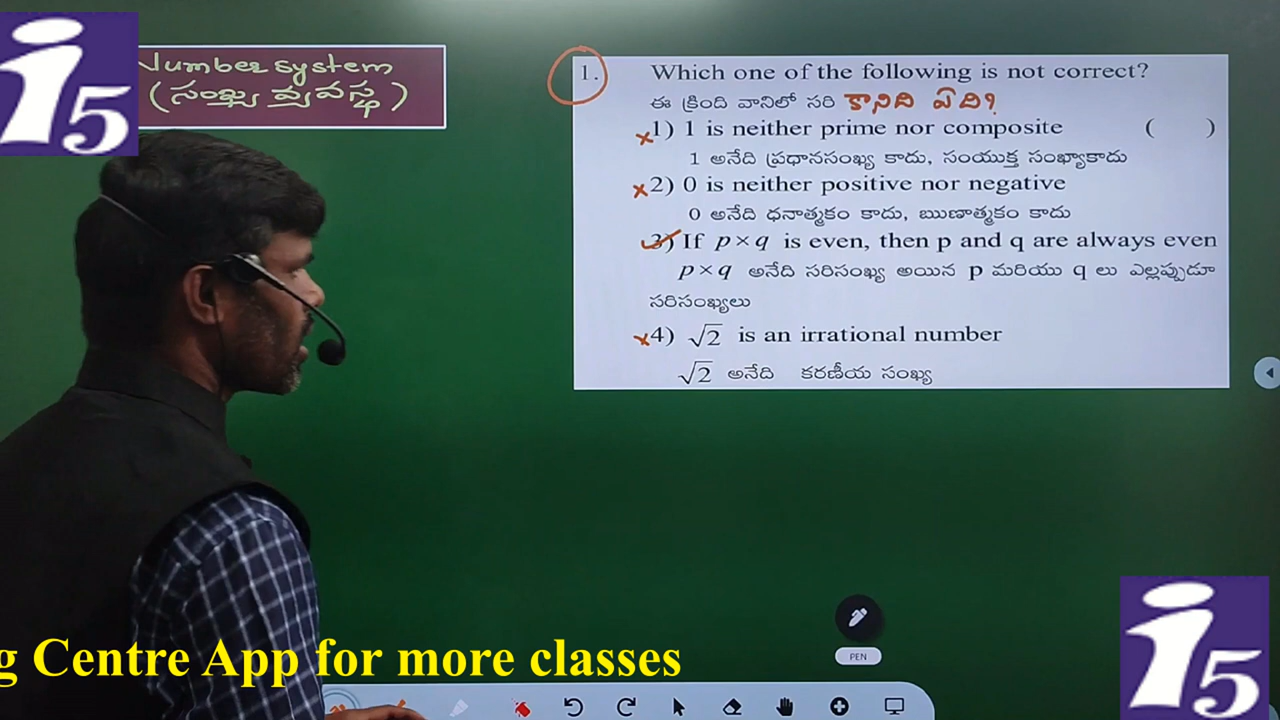 i5
Number system
(సంఖ్య వ్యవస్థ)
1. Which one of the following is not correct?
ఈ క్రింది వానిలో సరి కానిది ఏది?
1) 1 is neither prime nor composite ( )
1 అనేది ప్రధానసంఖ్య కాదు, సంయుక్త సంఖ్యాకాదు
2) 0 is neither positive nor negative
0 అనేది ధనాత్మకం కాదు, ఋణాత్మకం కాదు
3) If p×q is even, then p and q are always even
p×q అనేది సరిసంఖ్య అయిన p మరియు q లు ఎల్లప్పుడూ
సరిసంఖ్యలు
4) √2 is an irrational number
√2 అనేది కరణీయ సంఖ్య
PEN
g Centre App for more classes
i5